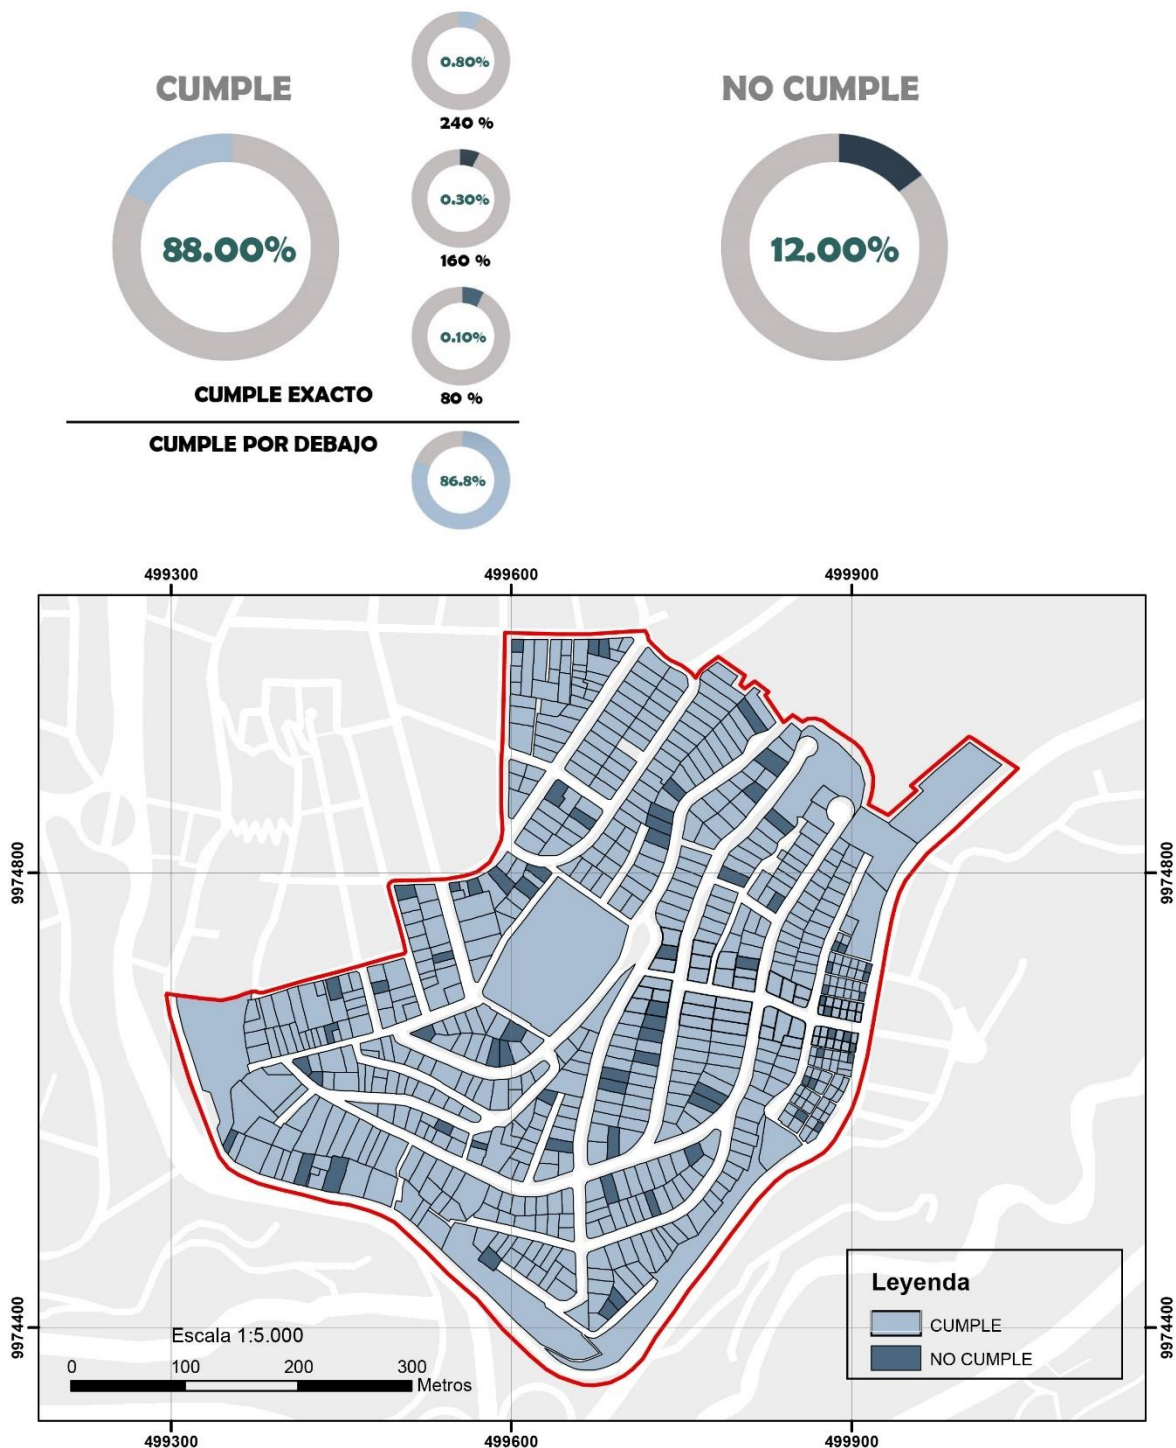 CUMPLE
88.00%
0.80%
240 %
0.30%
160 %
0.10%
80 %
CUMPLE EXACTO
CUMPLE POR DEBAJO
86.8%
NO CUMPLE
12.00%
499300
499600
499900
9974800
9974800
9974400
9974400
Escala 1:5.000
0
100
200
300
Metros
Leyenda
CUMPLE
NO CUMPLE
499300
499600
499900